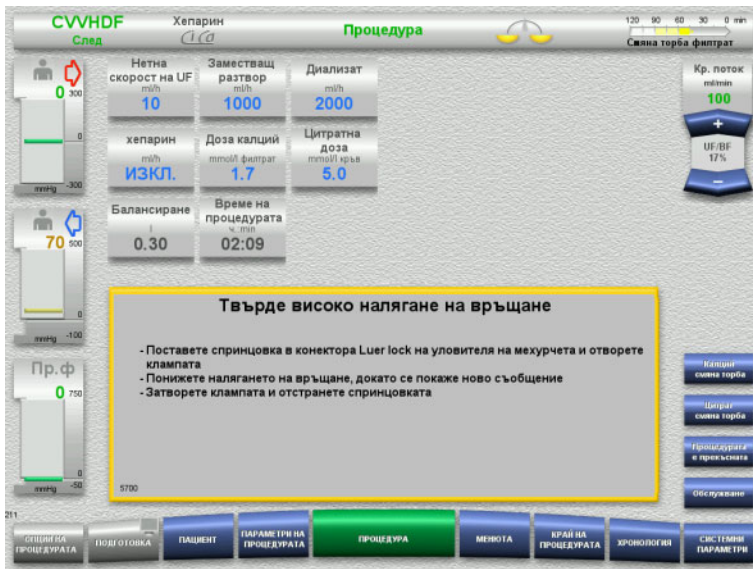 CVVHDF
След
Хепарин
Ci Ca
Процедура
120 90 60 30 0 min
Смяна торба филтрат
0
300
0
-300
mmHg
70
500
0
-100
mmHg
Пр.ф
0
750
0
-50
mmHg
Нетна
скорост на UF
ml/h
10
Заместващ
разтвор
ml/h
1000
Диализат
ml/h
2000
хепарин
ml/h
ИЗКЛ.
Доза калций
mmol/l филтрат
1.7
Цитратна
доза
mmol/l кръв
5.0
Балансиране
l
0.30
Време на
процедурата
ч. min
02:09
Кр. поток
ml/min
100
+
UF/BF
17%
−
Твърде високо налягане на връщане
- Поставете спринцовка в конектора Luer lock на уловителя на мехурчета и отворете
клампата
- Понижете налягането на връщане, докато се покаже ново съобщение
- Затворете клампата и отстранете спринцовката
5700
Калций
смяна торба
Цитрат
смяна торба
Процедурата
е прекъсната
Обслужване
211
ОПЦИИ НА
ПРОЦЕДУРАТА
ПОДГОТОВКА
ПАЦИЕНТ
ПАРАМЕТРИ НА
ПРОЦЕДУРАТА
ПРОЦЕДУРА
МЕНЮТА
КРАЙ НА
ПРОЦЕДУРАТА
ХРОНОЛОГИЯ
СИСТЕМНИ
ПАРАМЕТРИ